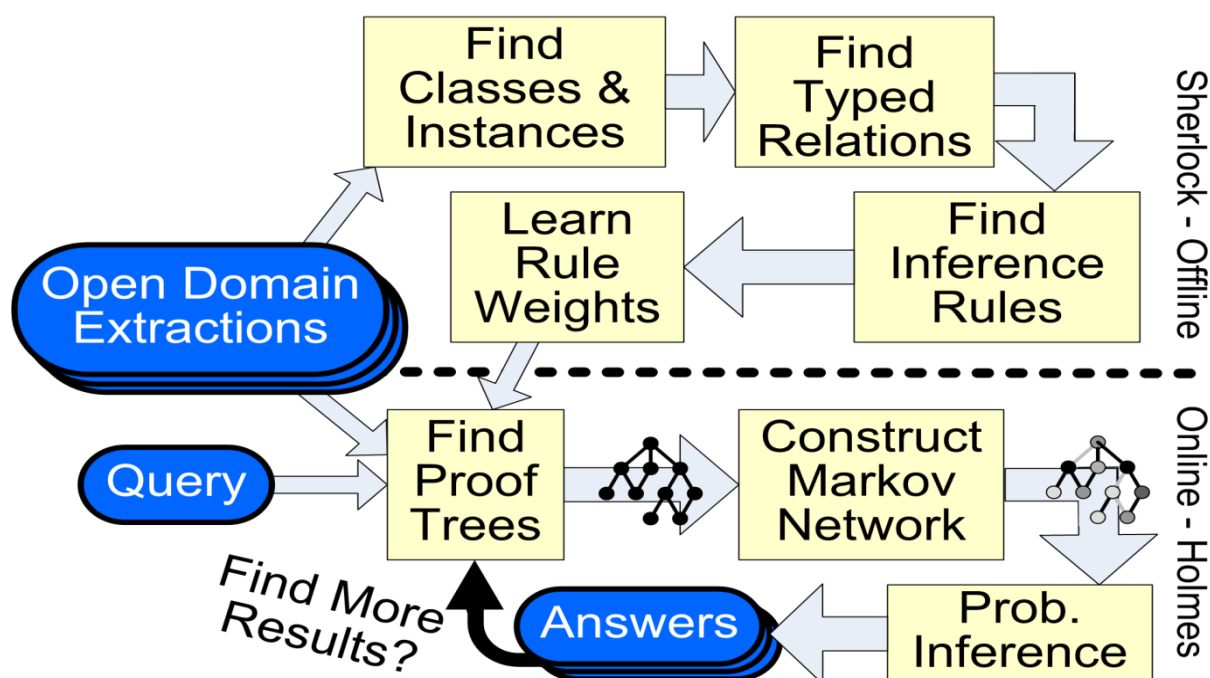 Find
Classes &
Instances
Find
Typed
Relations
Sherlock - Offline
Learn
Rule
Weights
Find
Inference
Rules
Open Domain
Extractions
Query
Find
Proof
Trees
Construct
Markov
Network
Online - Holmes
Find More
Results?
Answers
Prob.
Inference